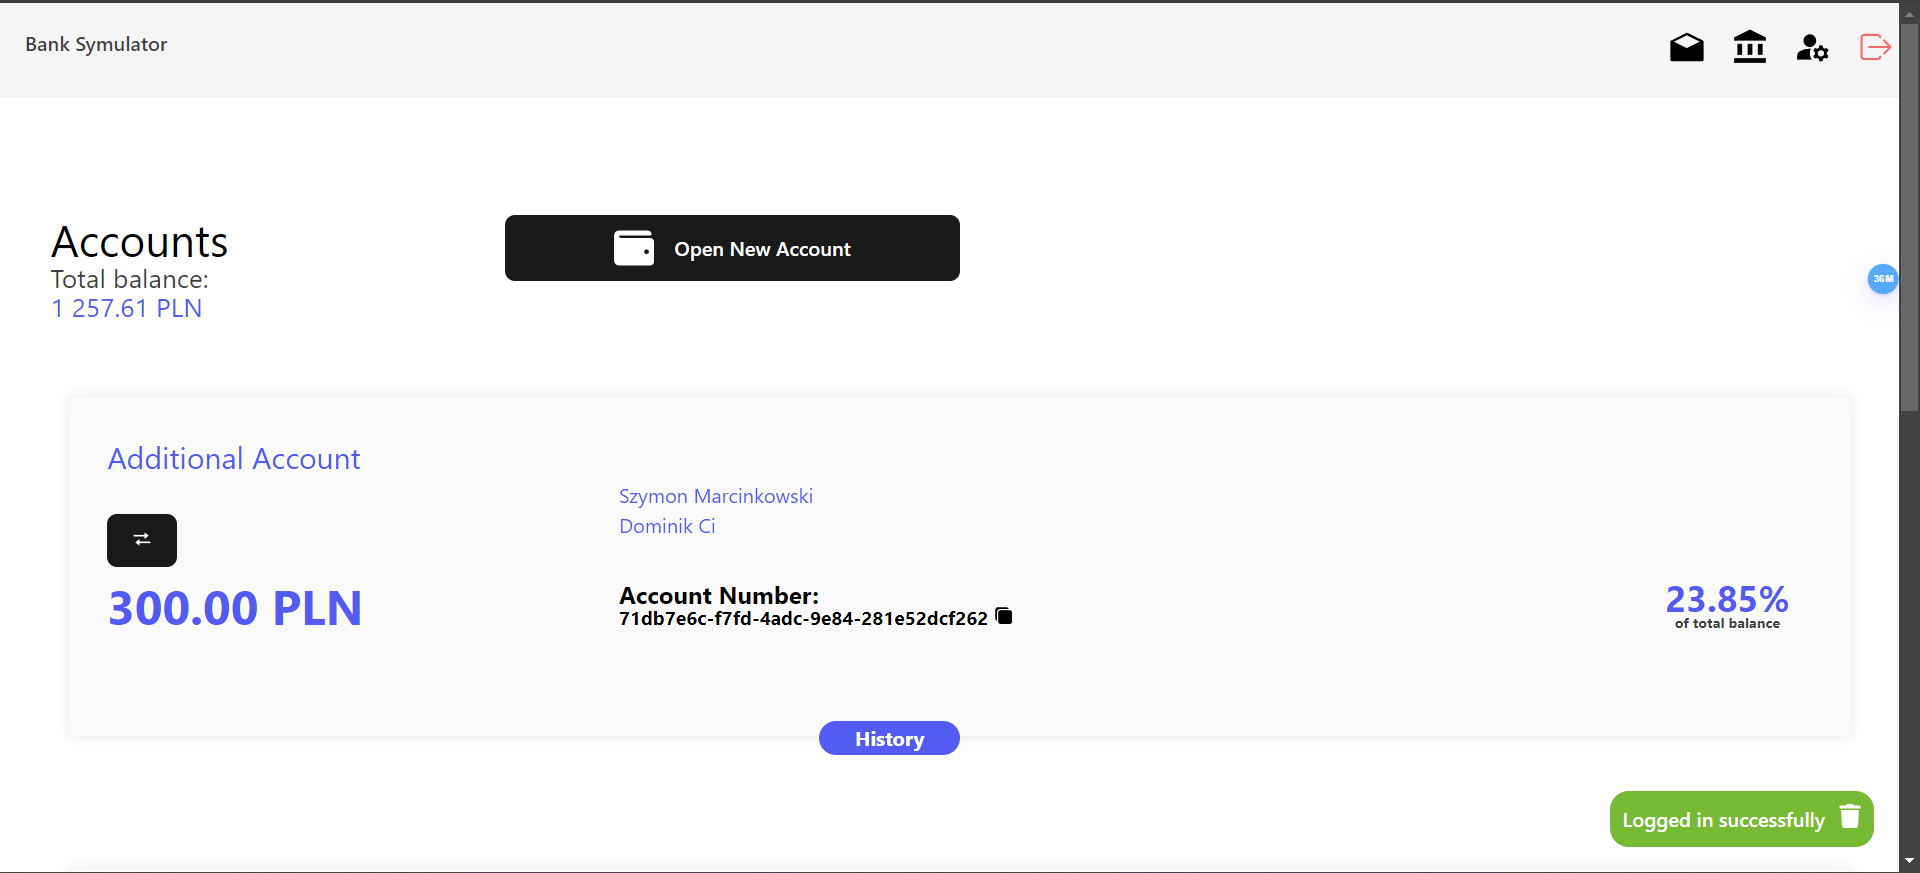 Bank Symulator
Accounts
Total balance:
1 257.61 PLN
Open New Account
36M
Additional Account
300.00 PLN
Szymon Marcinkowski
Dominik Ci
Account Number:
71db7e6c-f7fd-4adc-9e84-281e52dcf262
23.85%
of total balance
History
Logged in successfully